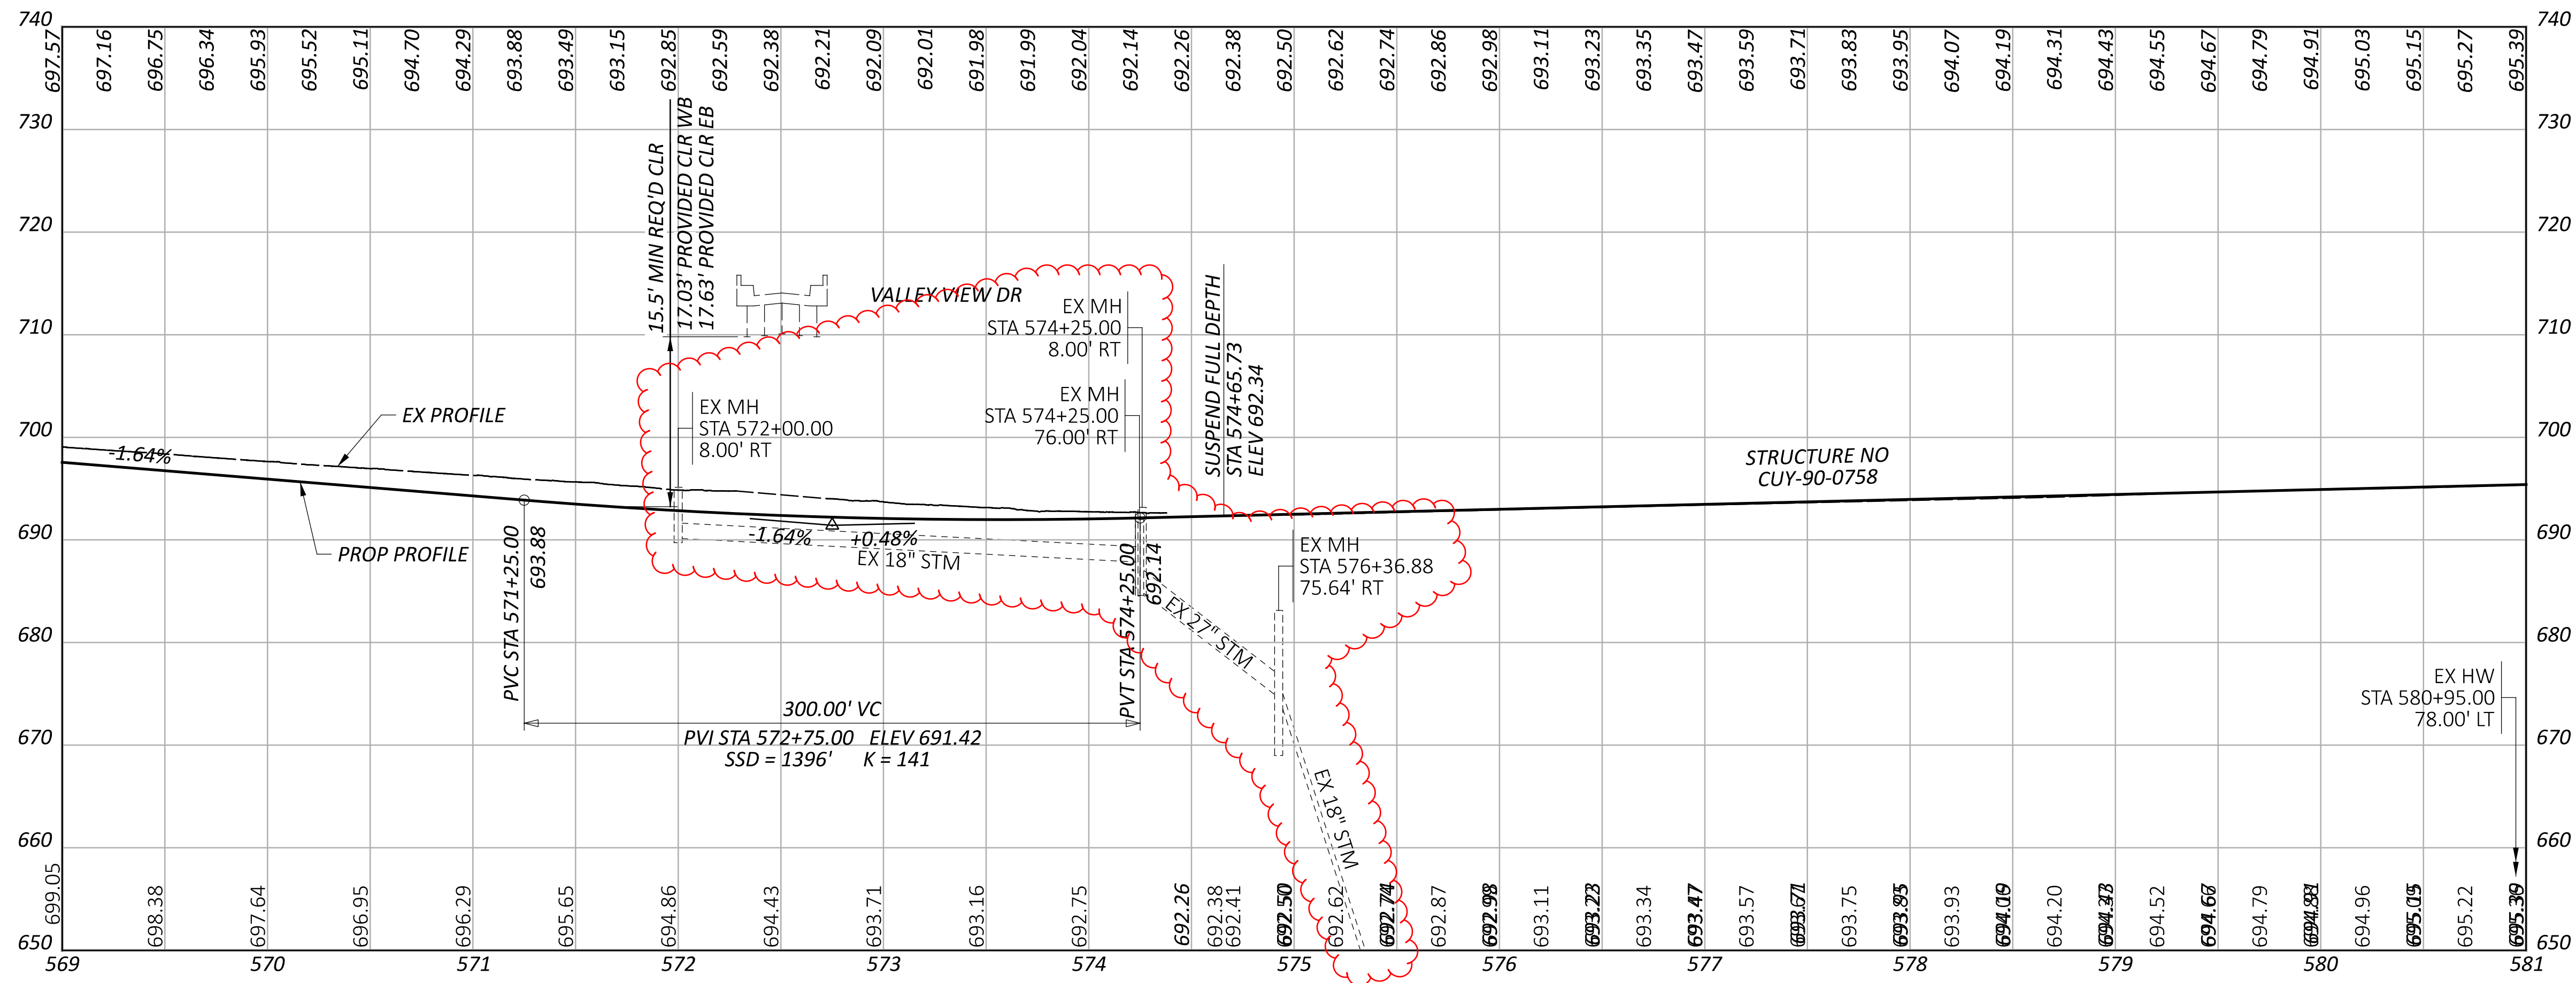 740
740
697.57 697.16 696.75 696.34 695.93 695.52 695.11 694.70 694.29 693.88 693.49 693.15 692.85 692.59 692.38 692.21 692.09 692.01 691.98 691.99 692.04 692.14 692.26 692.38 692.50 692.62 692.74 692.86 692.98 693.11 693.23 693.35 693.47 693.59 693.71 693.83 693.95 694.07 694.19 694.31 694.43 694.55 694.67 694.79 694.91 695.03 695.15 695.27 695.39
730
730
15.5' MIN REQ'D CLR
17.03' PROVIDED CLR WB
17.63' PROVIDED CLR EB
720
720
VALLEY VIEW DR
EX MH
STA 574+25.00
8.00' RT
SUSPEND FULL DEPTH
STA 574+65.73
ELEV 692.34
710
710
EX MH
STA 572+00.00
8.00' RT
EX MH
STA 574+25.00
76.00' RT
EX PROFILE
700
700
-1.64%
STRUCTURE NO
CUY-90-0758
690
690
PROP PROFILE
PVC STA 571+25.00
693.88
-1.64%
+0.48%
EX 18" STM
PVT STA 574+25.00
692.14
EX MH
STA 576+36.88
75.64' RT
EX 27" STM
680
680
EX HW
STA 580+95.00
78.00' LT
300.00' VC
PVI STA 572+75.00 ELEV 691.42
SSD = 1396' K = 141
670
670
EX 18" STM
660
660
699.05 698.38 697.64 696.95 696.29 695.65 694.86 694.43 693.71 693.16 692.75 692.26 692.38 692.41 692.50 692.62 692.74 692.87 692.98 693.11 693.23 693.34 693.47 693.57 693.71 693.75 693.95 693.93 694.19 694.20 694.43 694.52 694.67 694.79 694.91 694.96 695.15 695.22 695.39
650
650
569 570 571 572 573 574 575 576 577 578 579 580 581